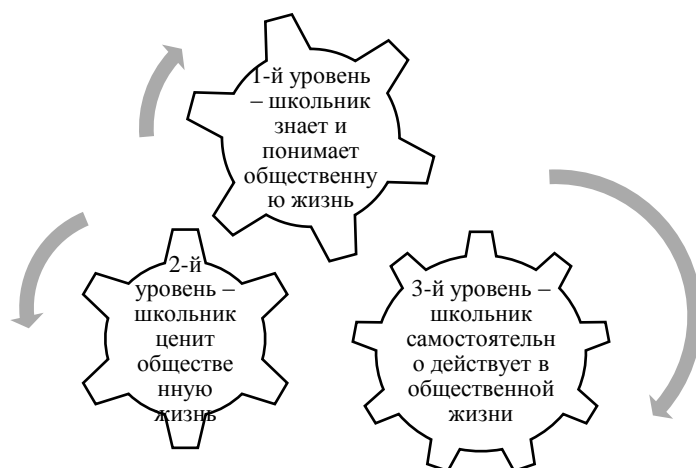 1-й уровень
– школьник
знает и
понимает
общественну
ю жизнь
2-й
уровень –
школьник
ценит
обществе
нную
жизнь
3-й уровень –
школьник
самостоятельн
о действует в
общественной
жизни